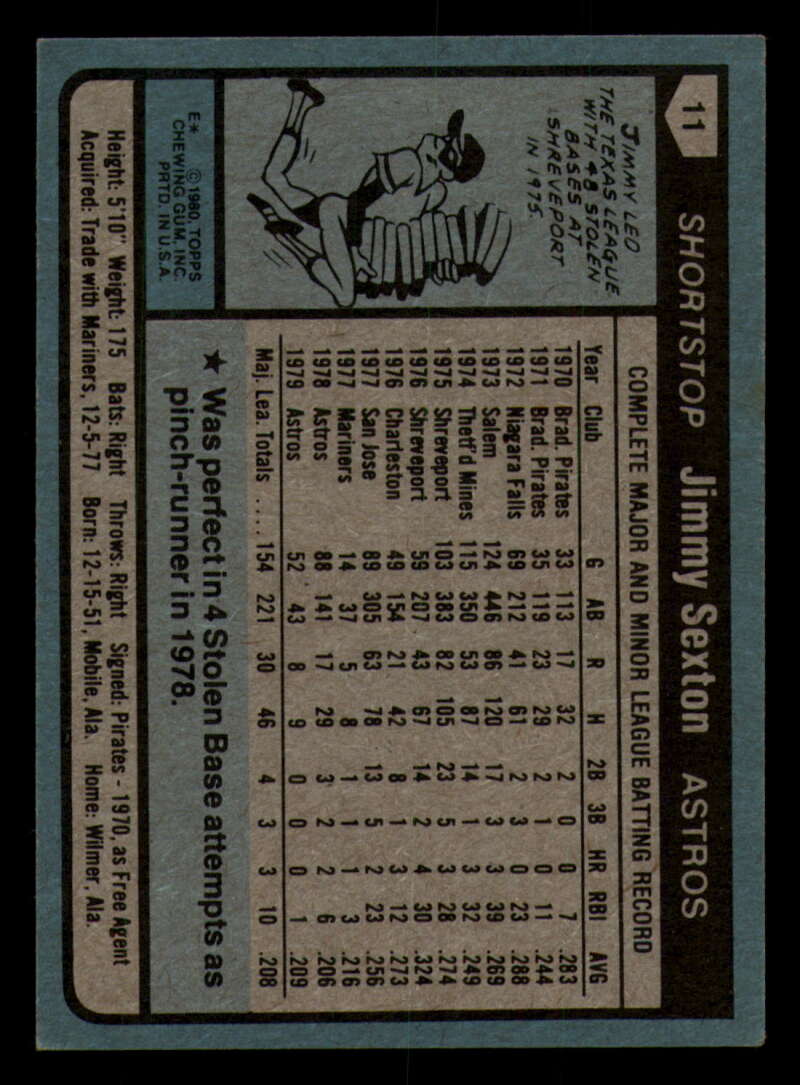 11 SHORTSTOP Jimmy Sexton ASTROS
JIMMY LED
THE TEXAS LEAGUE
WITH 48 STOLEN
BASES AT
SHREVEPORT
IN 1975.
E* © 1980, TOPPS
CHEWING GUM, INC.
PRTD. IN U.S.A.
COMPLETE MAJOR AND MINOR LEAGUE BATTING RECORD
Year Club G AB R H 2B 3B HR RBI AVG
1970 Brad. Pirates 33 113 17 32 2 0 0 7 .283
1971 Brad. Pirates 35 119 23 29 2 1 0 11 .244
1972 Niagara Falls 69 212 41 61 2 3 0 23 .288
1973 Salem 124 446 86 120 17 3 3 39 .269
1974 Thetf'd Mines 115 350 53 87 14 1 3 32 .249
1975 Shreveport 103 383 82 105 23 5 3 28 .274
1976 Shreveport 59 207 43 67 14 2 4 30 .324
1976 Charleston 49 154 21 42 8 1 3 12 .273
1977 San Jose 89 305 63 78 13 5 2 23 .256
1977 Mariners 14 37 5 8 1 1 1 3 .216
1978 Astros 88 141 17 29 3 2 2 6 .206
1979 Astros 52 43 8 9 0 0 0 1 .209
Maj. Lea. Totals .... 154 221 30 46 4 3 3 10 .208
★ Was perfect in 4 Stolen Base attempts as
pinch-runner in 1978.
Height: 5'10" Weight: 175 Bats: Right Throws: Right Signed: Pirates - 1970, as Free Agent
Acquired: Trade with Mariners, 12-5-77 Born: 12-15-51, Mobile, Ala. Home: Wilmer, Ala.